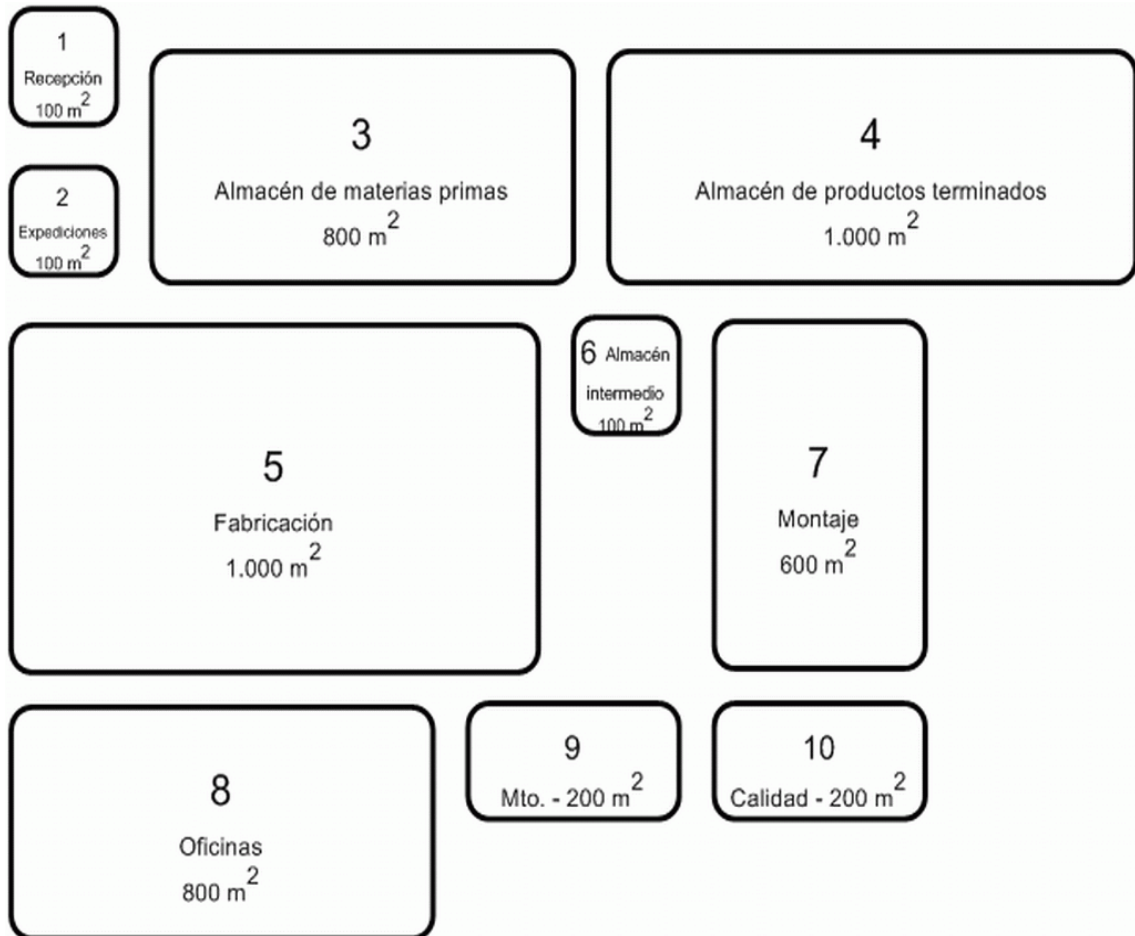 1
Recepción
100 m²
2
Expediciones
100 m²
3
Almacén de materias primas
800 m²
4
Almacén de productos terminados
1.000 m²
5
Fabricación
1.000 m²
6 Almacén
intermedio
100 m²
7
Montaje
600 m²
8
Oficinas
800 m²
9
Mto. - 200 m²
10
Calidad - 200 m²